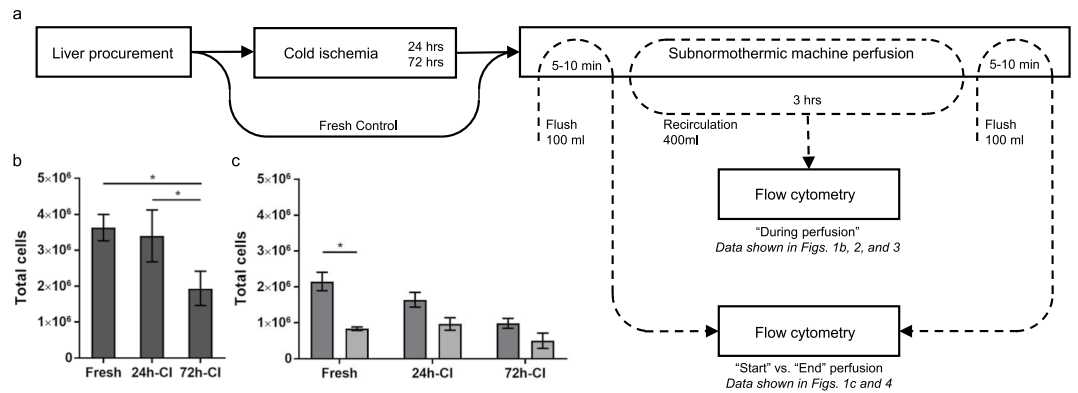 a
Liver procurement
Cold ischemia
24 hrs
72 hrs
Fresh Control
Subnormothermic machine perfusion
5-10 min
5-10 min
3 hrs
Flush
100 ml
Recirculation
400ml
Flush
100 ml
Flow cytometry
“During perfusion”
Data shown in Figs. 1b, 2, and 3
Flow cytometry
“Start” vs. “End” perfusion
Data shown in Figs. 1c and 4
b
Total cells
5×10⁶
4×10⁶
3×10⁶
2×10⁶
1×10⁶
0
*
*
Fresh 24h-CI 72h-CI
c
Total cells
5×10⁶
4×10⁶
3×10⁶
2×10⁶
1×10⁶
0
*
Fresh 24h-CI 72h-CI